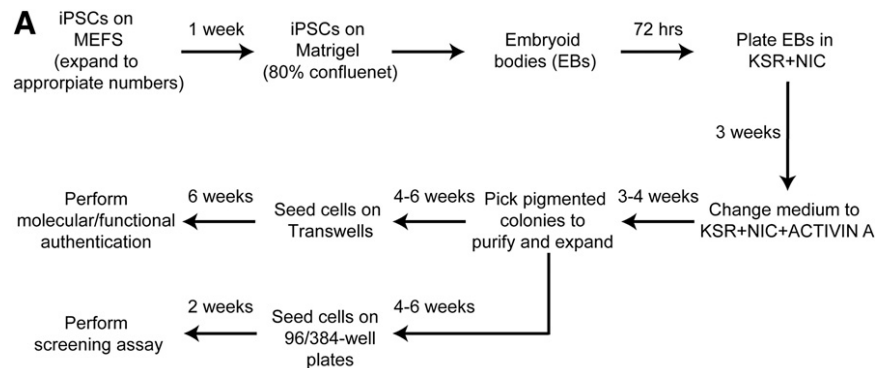 A
iPSCs on
MEFS
(expand to
approrpiate numbers)
1 week
iPSCs on
Matrigel
(80% confluenet)
Embryoid
bodies (EBs)
72 hrs
Plate EBs in
KSR+NIC
3 weeks
Change medium to
KSR+NIC+ACTIVIN A
3-4 weeks
Pick pigmented
colonies to
purify and expand
4-6 weeks
Seed cells on
Transwells
6 weeks
Perform
molecular/functional
authentication
4-6 weeks
Seed cells on
96/384-well
plates
2 weeks
Perform
screening assay